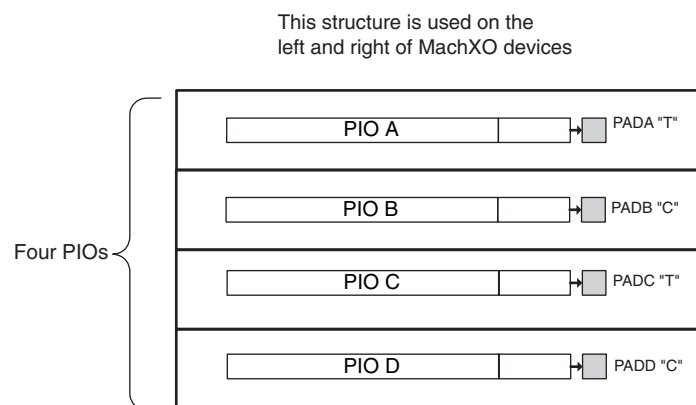 This structure is used on the
left and right of MachXO devices
PIO A
PADA "T"
PIO B
PADB "C"
Four PIOs
PIO C
PADC "T"
PIO D
PADD "C"